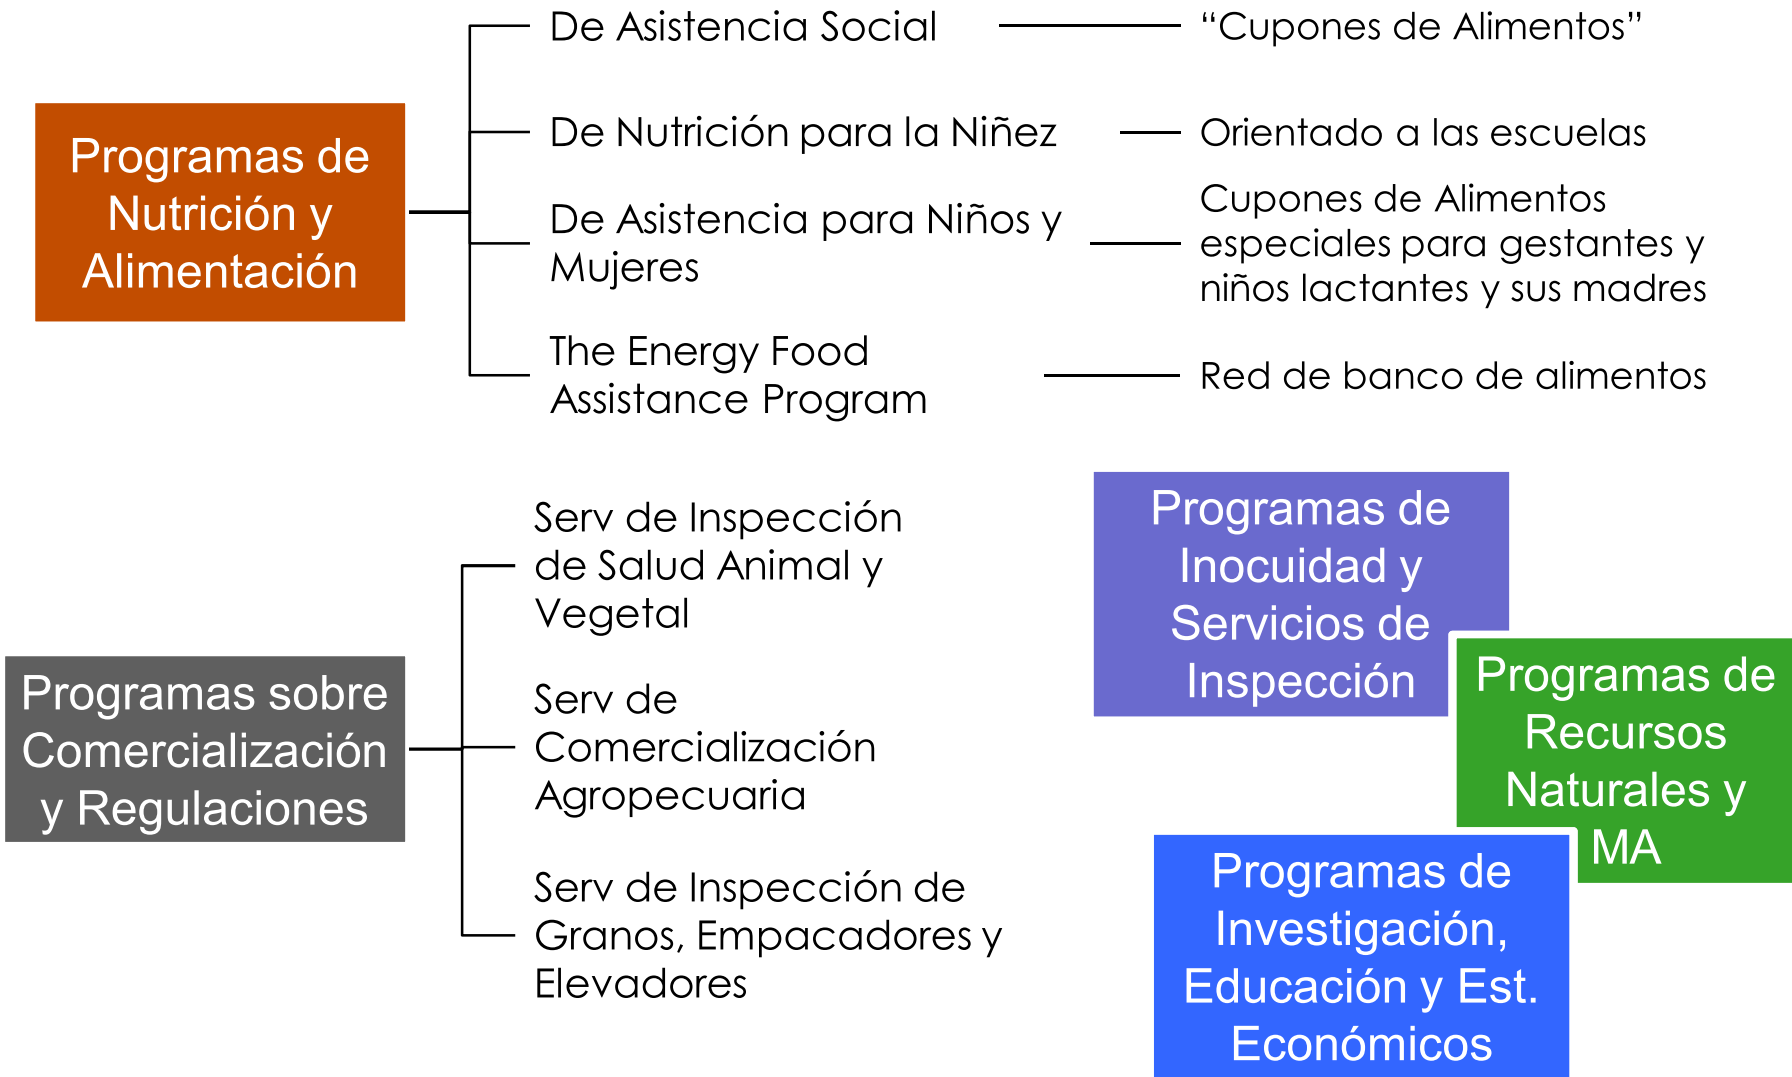 Programas de
Nutrición y
Alimentación
De Asistencia Social
“Cupones de Alimentos”
De Nutrición para la Niñez
Orientado a las escuelas
De Asistencia para Niños y
Mujeres
Cupones de Alimentos
especiales para gestantes y
niños lactantes y sus madres
The Energy Food
Assistance Program
Red de banco de alimentos
Programas sobre
Comercialización
y Regulaciones
Serv de Inspección
de Salud Animal y
Vegetal
Serv de
Comercialización
Agropecuaria
Serv de Inspección de
Granos, Empacadores y
Elevadores
Programas de
Inocuidad y
Servicios de
Inspección
Programas de
Recursos
Naturales y
MA
Programas de
Investigación,
Educación y Est.
Económicos